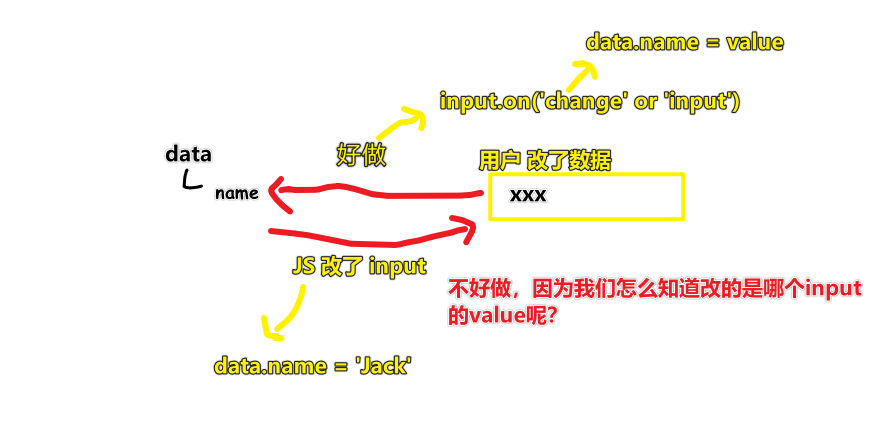 data.name = value
input.on('change' or 'input')
好做
data
用户 改了数据
name
xxx
JS 改了 input
不好做，因为我们怎么知道改的是哪个input
的value呢？
data.name = 'Jack'